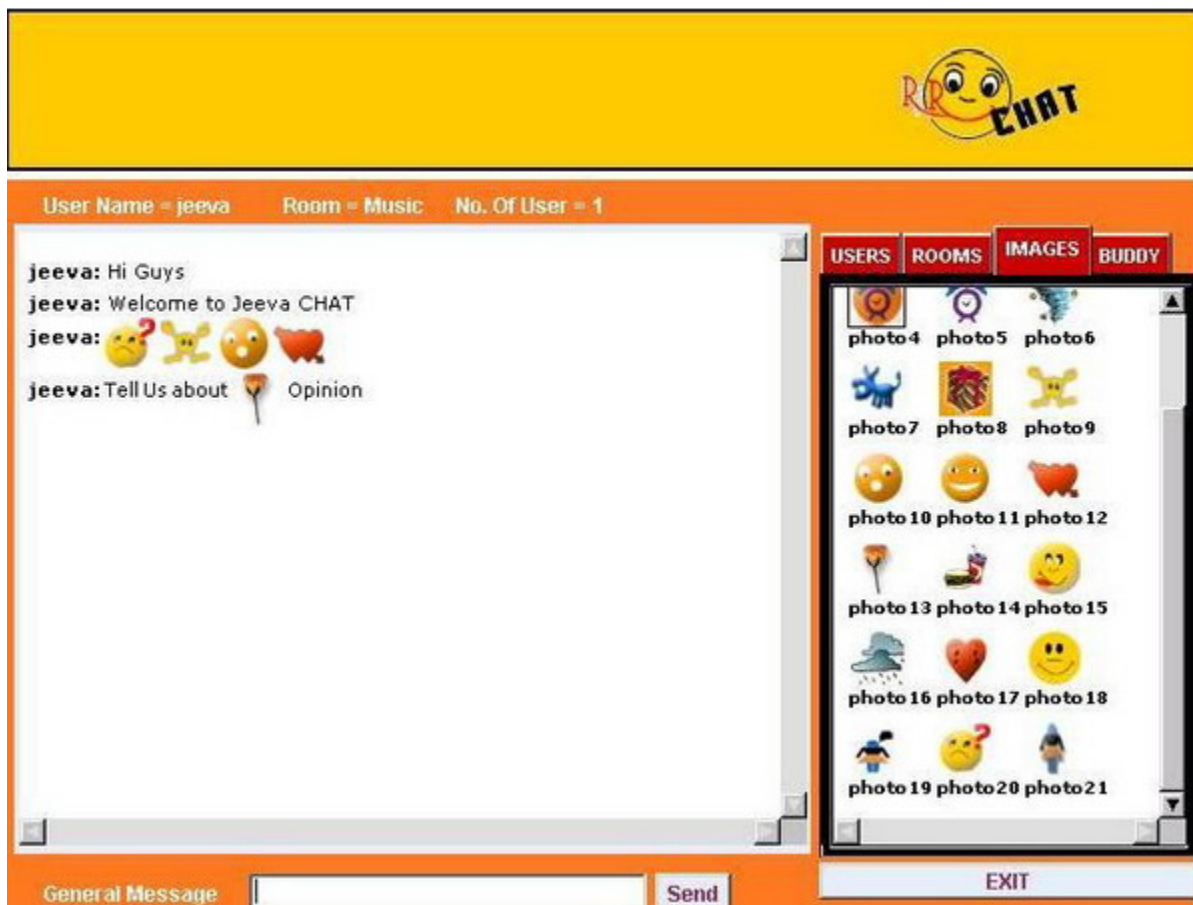 RR CHAT
User Name = jeeva Room = Music No. Of User = 1
jeeva: Hi Guys
jeeva: Welcome to Jeeva CHAT
jeeva:
jeeva: Tell Us about Opinion
USERS ROOMS IMAGES BUDDY
photo4 photo5 photo6
photo7 photo8 photo9
photo10 photo11 photo12
photo13 photo14 photo15
photo16 photo17 photo18
photo19 photo20 photo21
General Message Send
EXIT